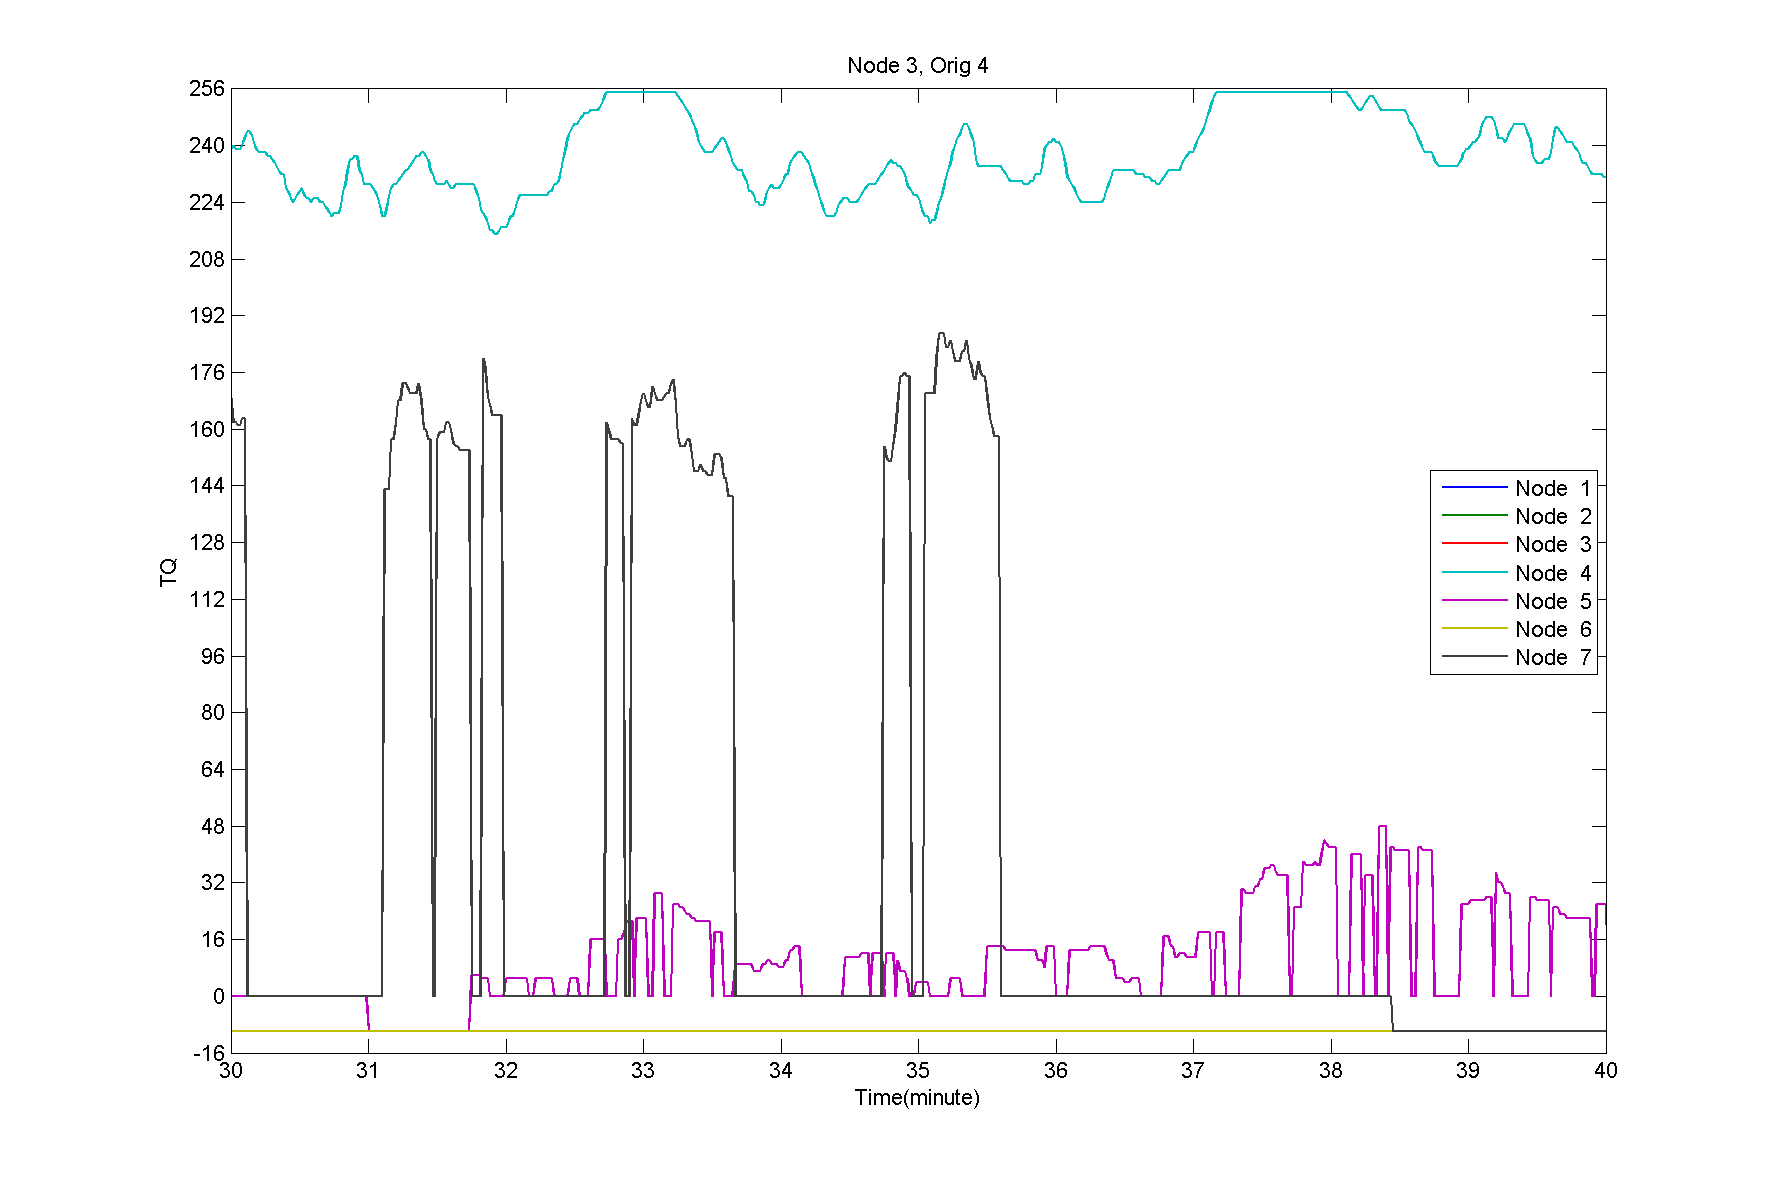 Node 3, Orig 4
256
240
224
208
192
176
160
144
128
112
96
80
64
48
32
16
0
-16
TQ
Node 1
Node 2
Node 3
Node 4
Node 5
Node 6
Node 7
30 31 32 33 34 35 36 37 38 39 40
Time(minute)